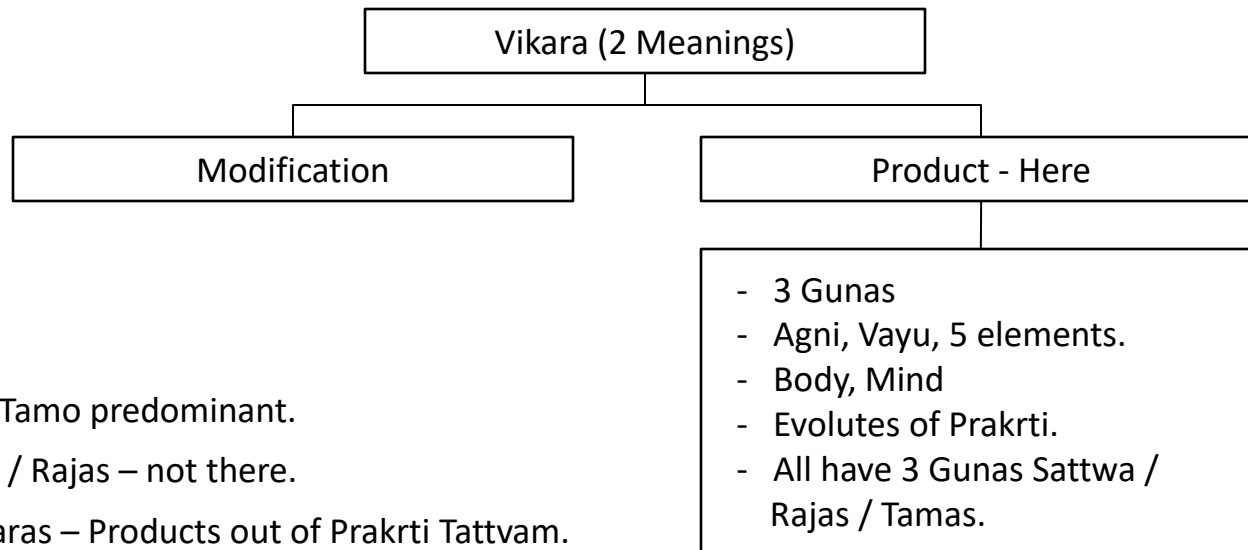 Vikara (2 Meanings)
Modification
Product - Here
- 3 Gunas
- Agni, Vayu, 5 elements.
- Body, Mind
- Evolutes of Prakrti.
- All have 3 Gunas Sattwa /
Rajas / Tamas.
Tamo predominant.
/ Rajas – not there.
– Products out of Prakrti Tattvam.